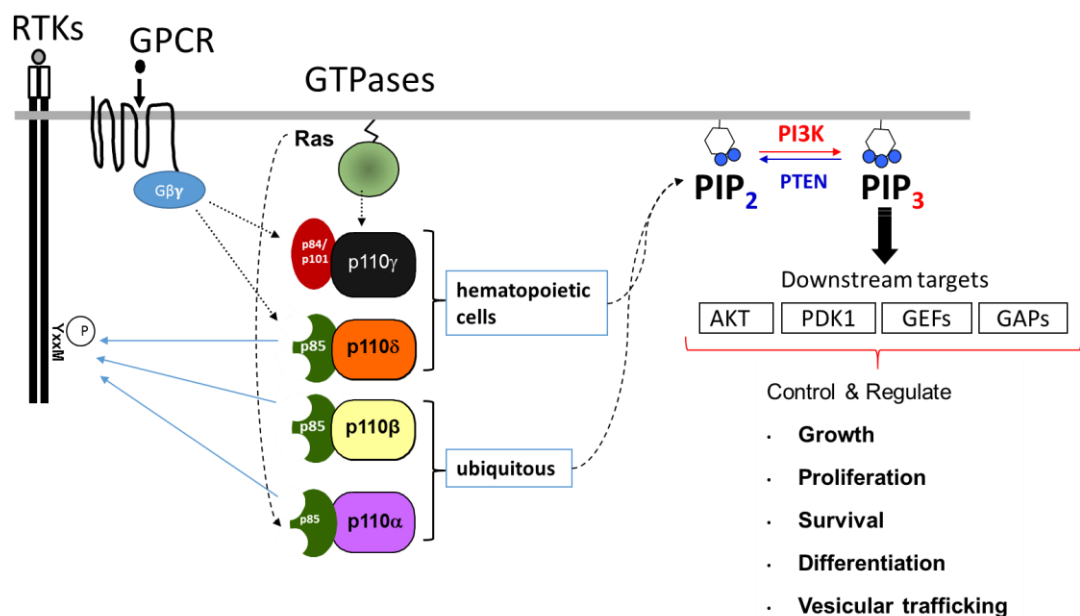 RTKs
GPCR
GTPases
Ras
Gβγ
PI3K
PTEN
PIP2
PIP3
p84/
p101
p110γ
hematopoietic
cells
p85
p110δ
P
YxxM
p85
p110β
ubiquitous
p85
p110α
Downstream targets
AKT
PDK1
GEFs
GAPs
Control & Regulate
· Growth
· Proliferation
· Survival
· Differentiation
· Vesicular trafficking